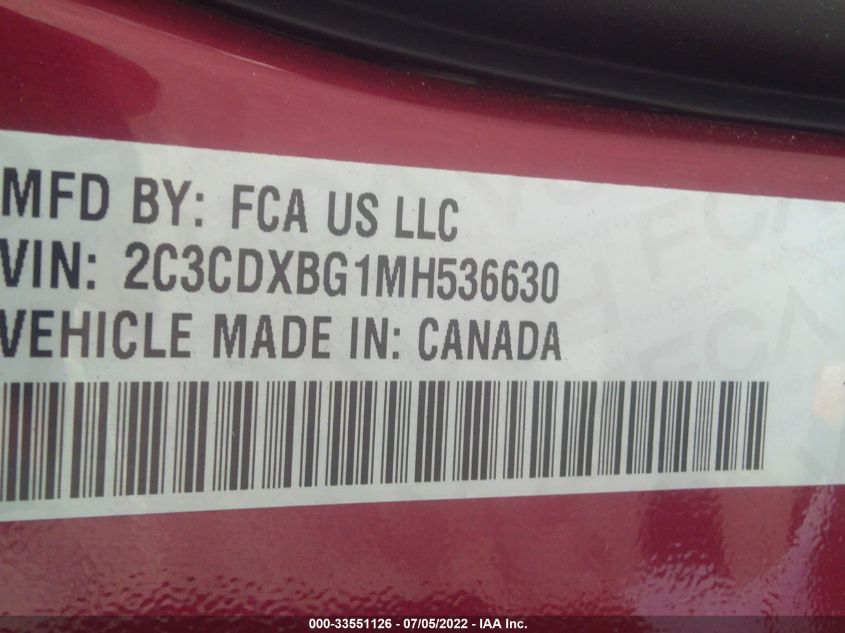 MFD BY: FCA US LLC
VIN: 2C3CDXBG1MH536630
VEHICLE MADE IN: CANADA
000-33551126 - 07/05/2022 - IAA Inc.